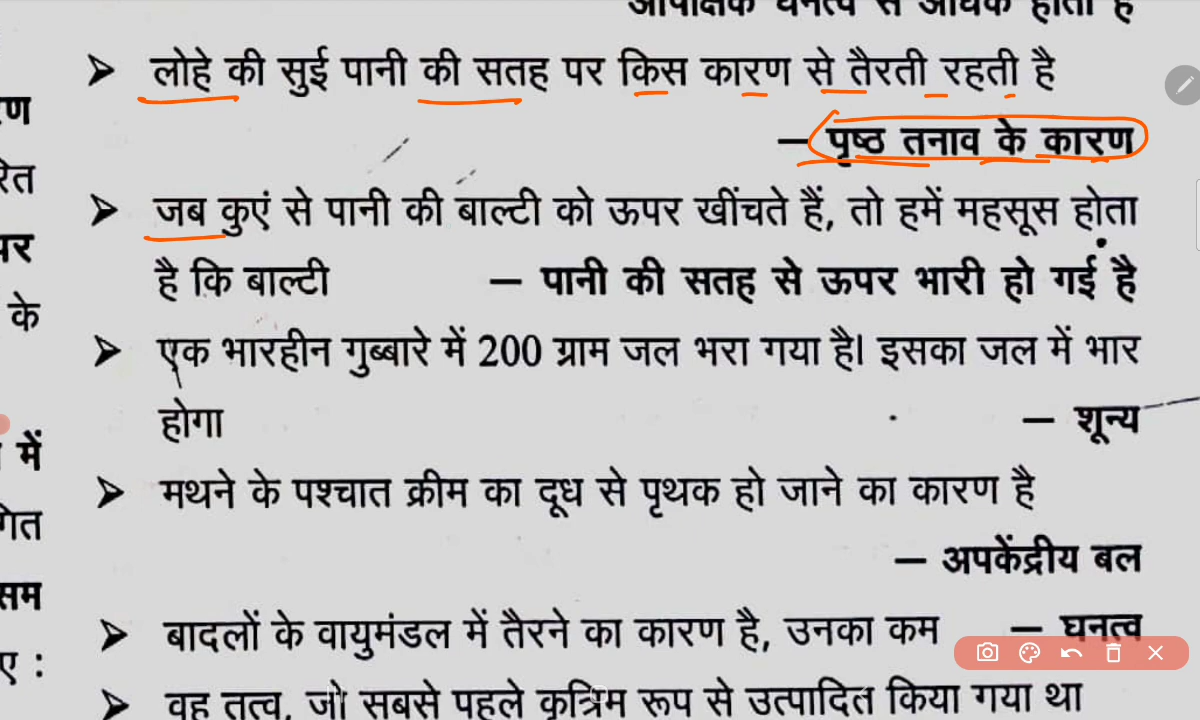 आपेक्षिक घनत्व से अधिक होता है
➤ लोहे की सुई पानी की सतह पर किस कारण से तैरती रहती है
— पृष्ठ तनाव के कारण
➤ जब कुएं से पानी की बाल्टी को ऊपर खींचते हैं, तो हमें महसूस होता
है कि बाल्टी — पानी की सतह से ऊपर भारी हो गई है
के
➤ एक भारहीन गुब्बारे में 200 ग्राम जल भरा गया है। इसका जल में भार
होगा — शून्य
में
➤ मथने के पश्चात क्रीम का दूध से पृथक हो जाने का कारण है
— अपकेंद्रीय बल
➤ बादलों के वायुमंडल में तैरने का कारण है, उनका कम — घनत्व
➤ वह तत्व, जो सबसे पहले कृत्रिम रूप से उत्पादित किया गया था